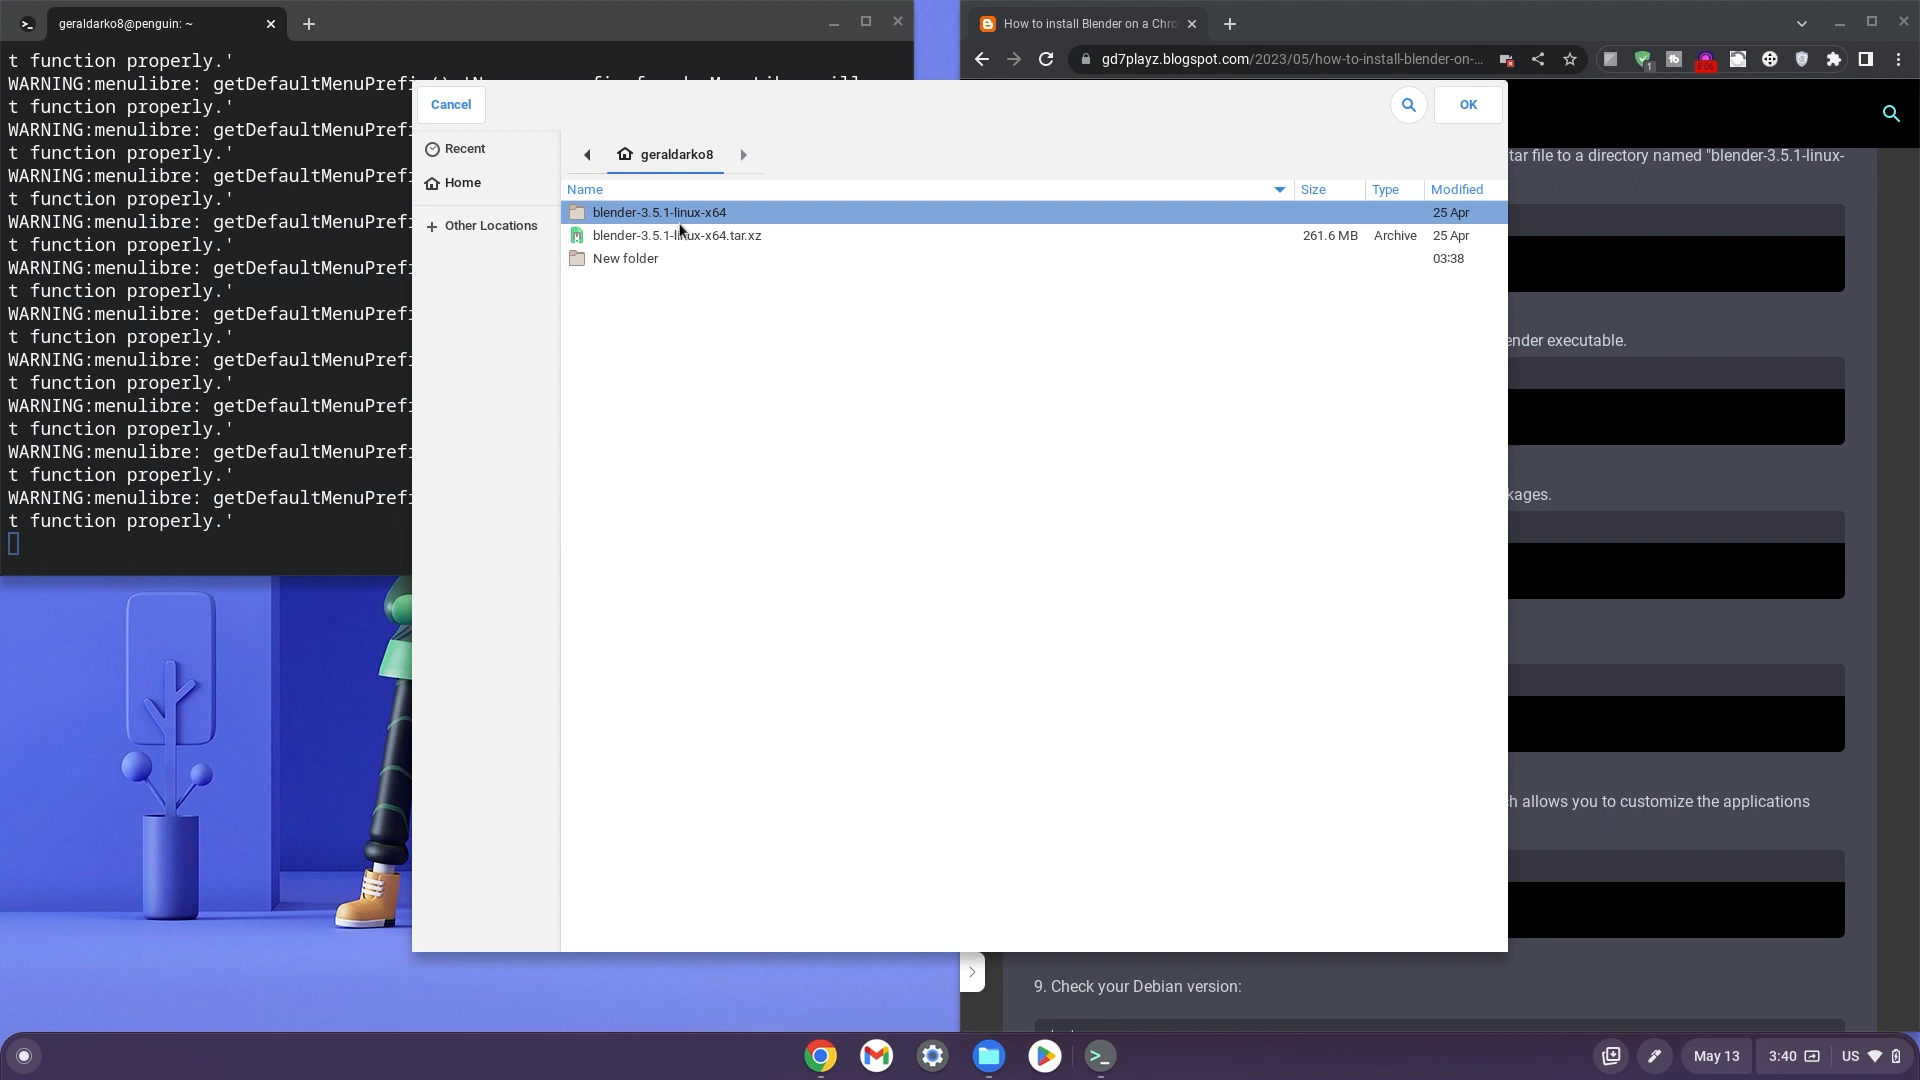 geraldarko8@penguin: ~
t function properly.'
WARNING:menulibre: getDefaultMenuPrefi
t function properly.'
WARNING:menulibre: getDefaultMenuPrefi
t function properly.'
WARNING:menulibre: getDefaultMenuPrefi
t function properly.'
WARNING:menulibre: getDefaultMenuPrefi
t function properly.'
WARNING:menulibre: getDefaultMenuPrefi
t function properly.'
WARNING:menulibre: getDefaultMenuPrefi
t function properly.'
WARNING:menulibre: getDefaultMenuPrefi
t function properly.'
WARNING:menulibre: getDefaultMenuPrefi
t function properly.'
WARNING:menulibre: getDefaultMenuPrefi
t function properly.'
WARNING:menulibre: getDefaultMenuPrefi
t function properly.'
Cancel
OK
Recent
Home
Other Locations
geraldarko8
Name Size Type Modified
blender-3.5.1-linux-x64 25 Apr
blender-3.5.1-linux-x64.tar.xz 261.6 MB Archive 25 Apr
New folder 03:38
How to install Blender on a Chro
gd7playz.blogspot.com/2023/05/how-to-install-blender-on-...
1
8:06
tar file to a directory named "blender-3.5.1-linux-
ender executable.
kages.
ch allows you to customize the applications
9. Check your Debian version:
May 13 3:40 US